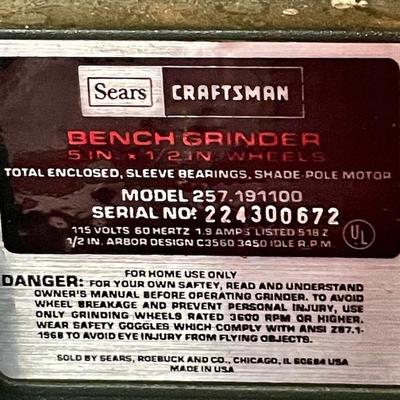 Sears CRAFTSMAN
BENCH GRINDER
5 IN. x 1/2 IN. WHEELS
TOTAL ENCLOSED, SLEEVE BEARINGS, SHADE-POLE MOTOR
MODEL 257.191100
SERIAL NO: 224300672
115 VOLTS 60 HERTZ 1.9 AMPS LISTED 518Z
1/2 IN. ARBOR DESIGN C3560 3450 IDLE R.P.M.
UL
FOR HOME USE ONLY
DANGER: FOR YOUR OWN SAFTEY, READ AND UNDERSTAND
OWNER'S MANUAL BEFORE OPERATING GRINDER. TO AVOID
WHEEL BREAKAGE AND PREVENT PERSONAL INJURY, USE
ONLY GRINDING WHEELS RATED 3600 RPM OR HIGHER.
WEAR SAFETY GOGGLES WHICH COMPLY WITH ANSI Z87.1-
1968 TO AVOID EYE INJURY FROM FLYING OBJECTS.
SOLD BY SEARS, ROEBUCK AND CO., CHICAGO, IL 60684 USA
MADE IN USA